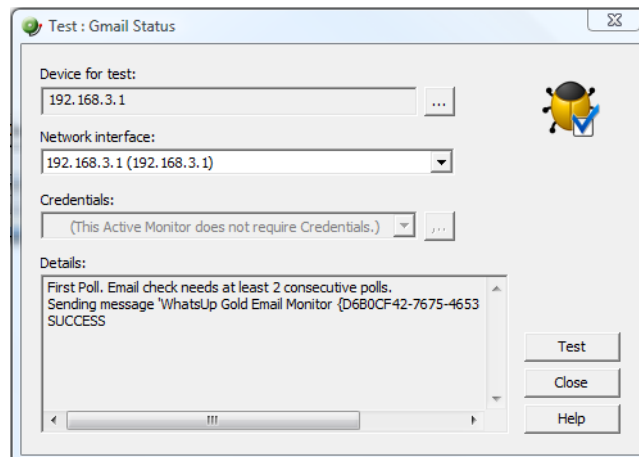 Test : Gmail Status
Device for test:
192.168.3.1
...
Network interface:
192.168.3.1 (192.168.3.1)
Credentials:
(This Active Monitor does not require Credentials.)
...
Details:
First Poll. Email check needs at least 2 consecutive polls.
Sending message 'WhatsUp Gold Email Monitor {D6B0CF42-7675-4653
SUCCESS
Test
Close
Help